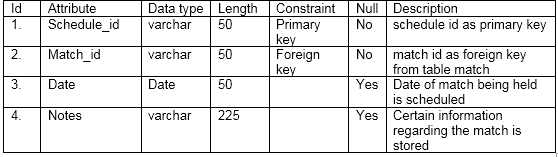 Id Attribute Data type Length Constraint Null Description
1. Schedule_id varchar 50 Primary key No schedule id as primary key
2. Match_id varchar 50 Foreign key No match id as foreign key from table match
3. Date Date 50 Yes Date of match being held is scheduled
4. Notes varchar 225 Yes Certain information regarding the match is stored